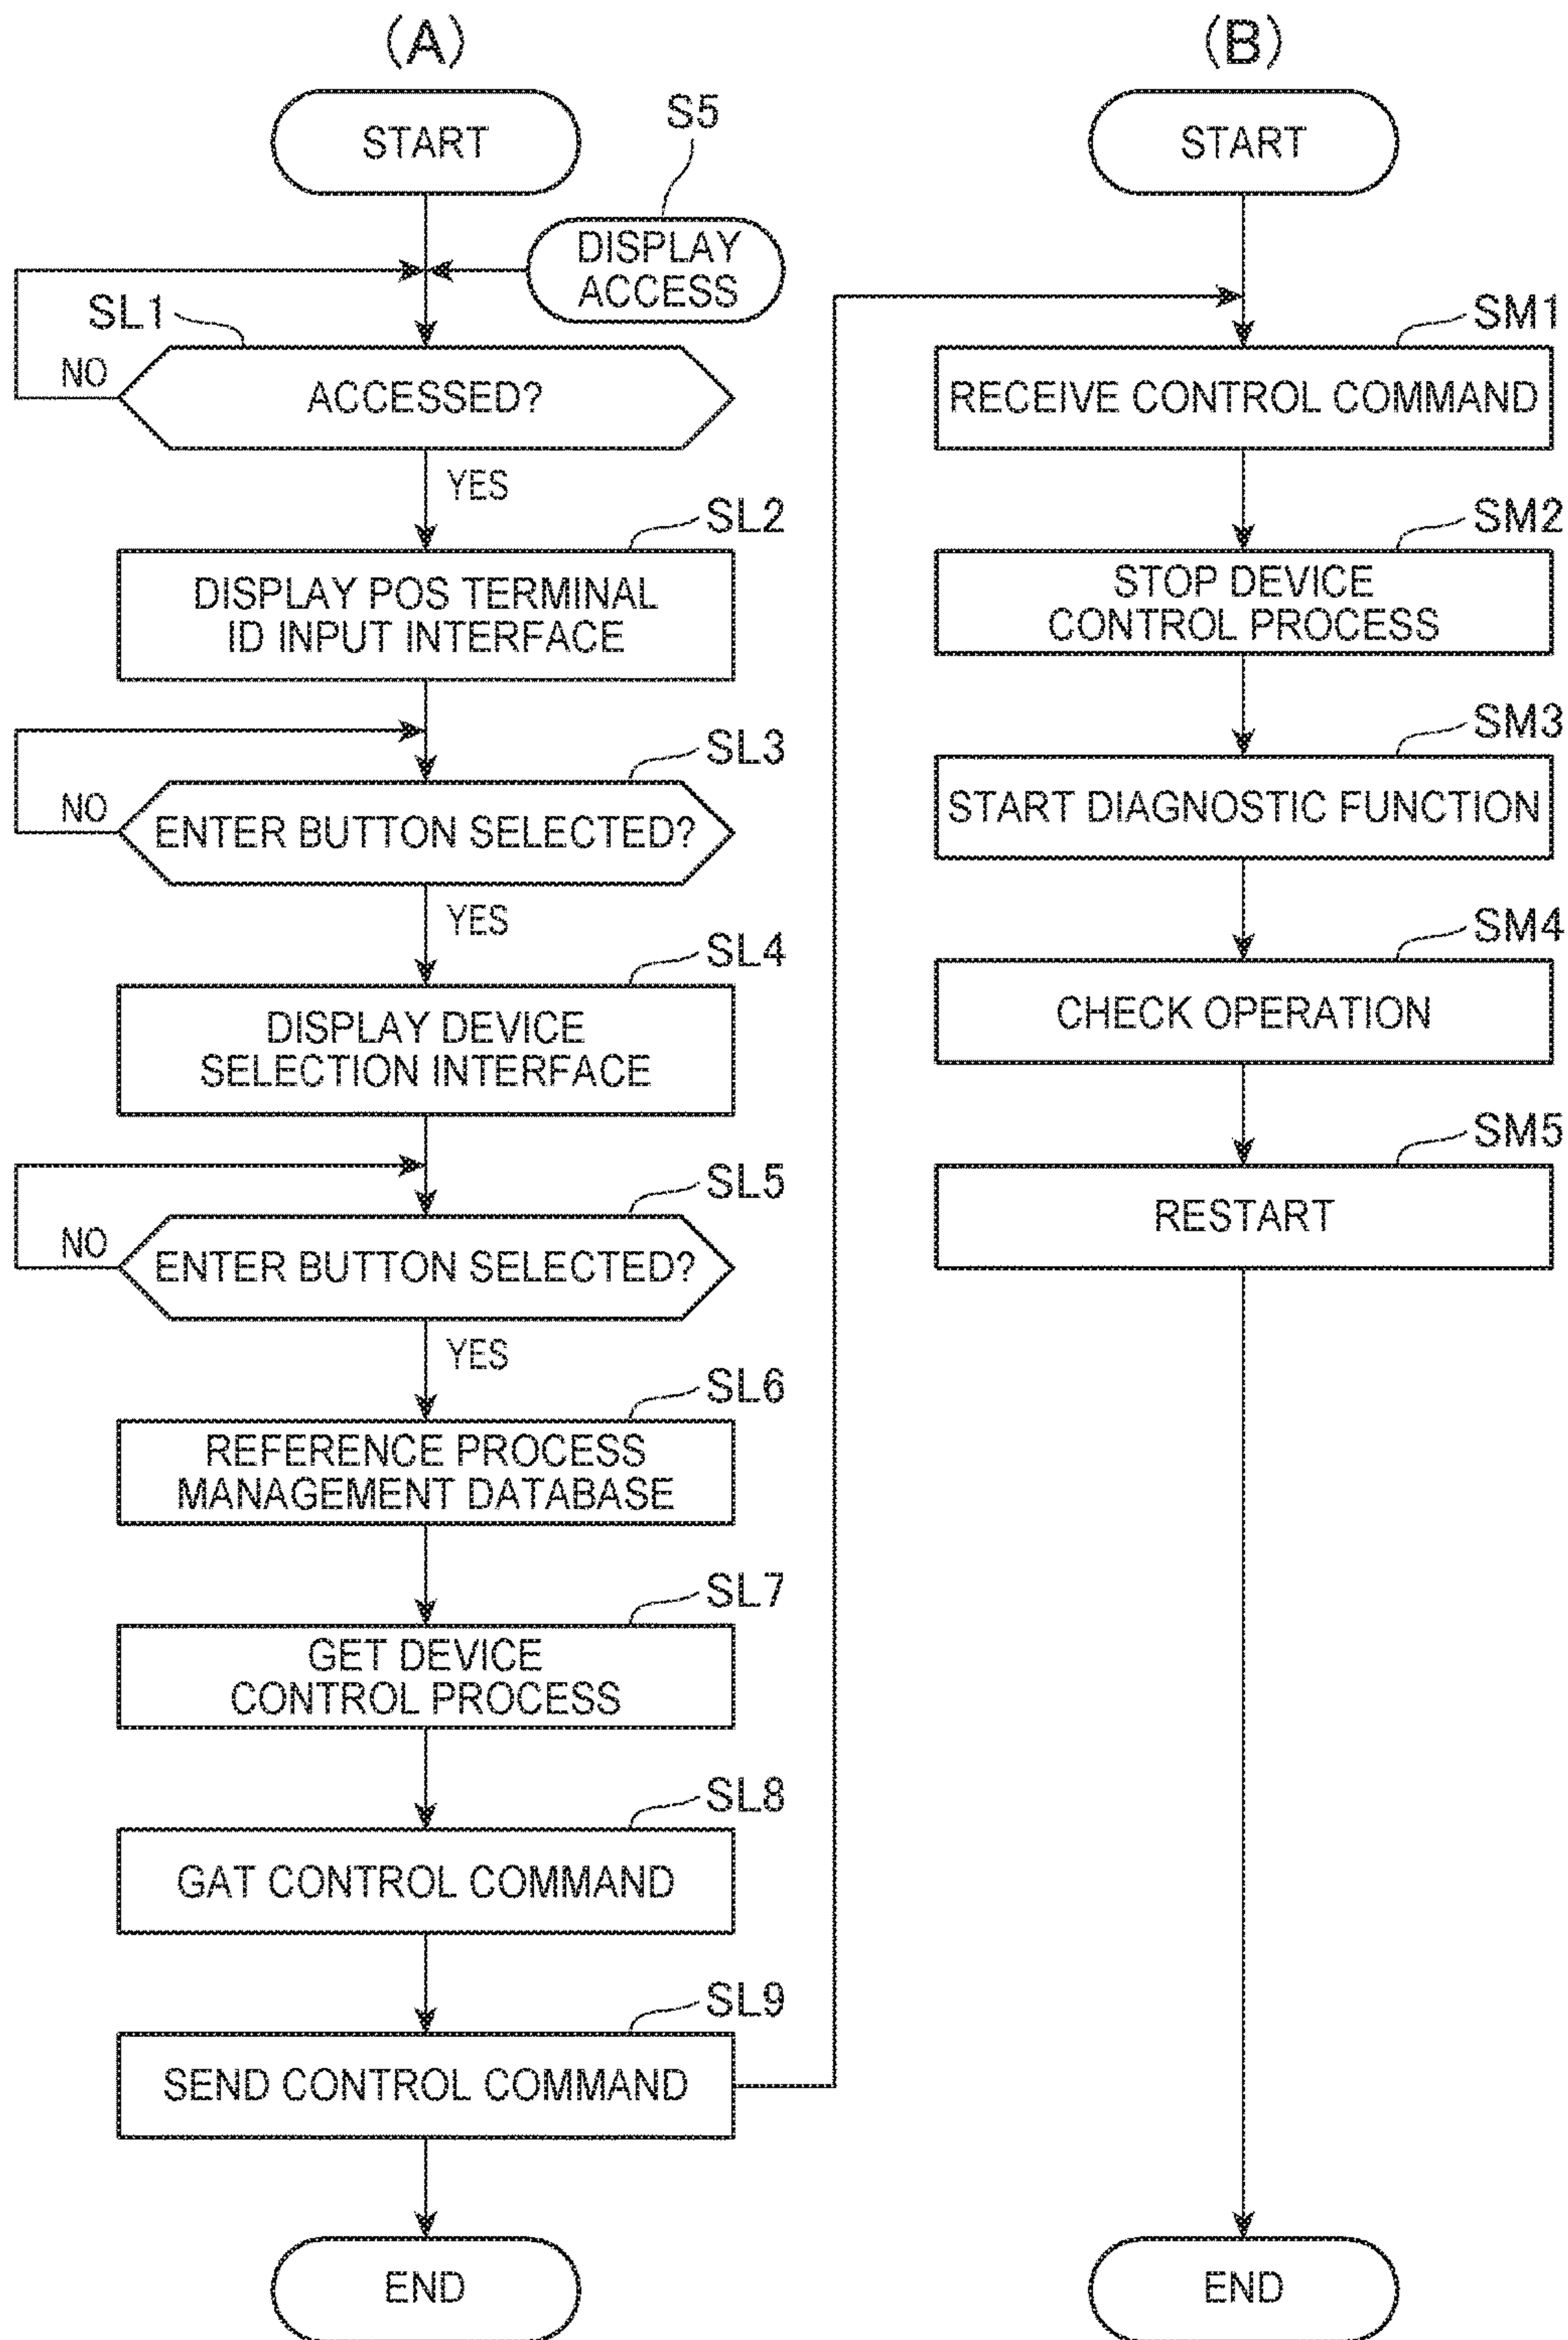 (A)
START
S5
DISPLAY
ACCESS
SL1
NO
ACCESSED?
YES
SL2
DISPLAY POS TERMINAL
ID INPUT INTERFACE
SL3
NO
ENTER BUTTON SELECTED?
YES
SL4
DISPLAY DEVICE
SELECTION INTERFACE
SL5
NO
ENTER BUTTON SELECTED?
YES
SL6
REFERENCE PROCESS
MANAGEMENT DATABASE
SL7
GET DEVICE
CONTROL PROCESS
SL8
GAT CONTROL COMMAND
SL9
SEND CONTROL COMMAND
END
(B)
START
SM1
RECEIVE CONTROL COMMAND
SM2
STOP DEVICE
CONTROL PROCESS
SM3
START DIAGNOSTIC FUNCTION
SM4
CHECK OPERATION
SM5
RESTART
END